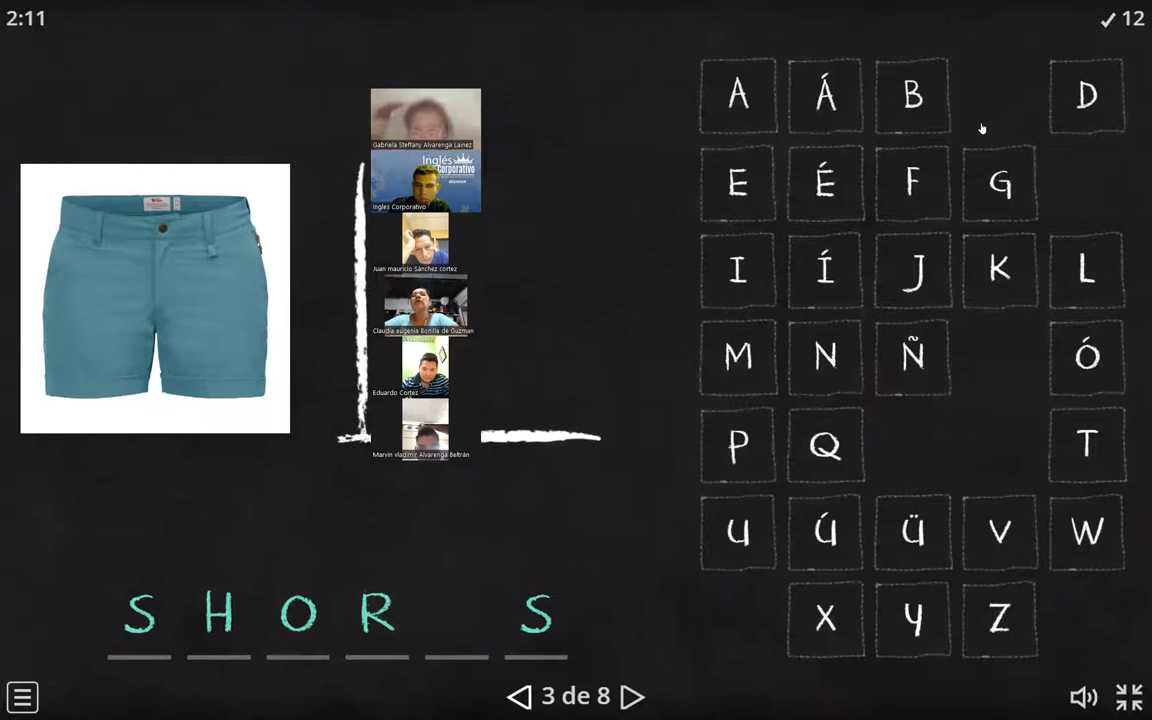 2:11
✓ 12
A Á B D
E É F G
I Í J K L
M N Ñ Ó
P Q T
U Ú Ü V W
X Y Z
Gabriela Steffany Alvarenga Lainez
Inglés
Corporativo
Ingles Corporativo
Juan mauricio Sánchez cortez
Claudia eugenia Bonilla de Guzman
Eduardo Cortez
Marvin vladimir Alvarenga Beltrán
S H O R S
3 de 8